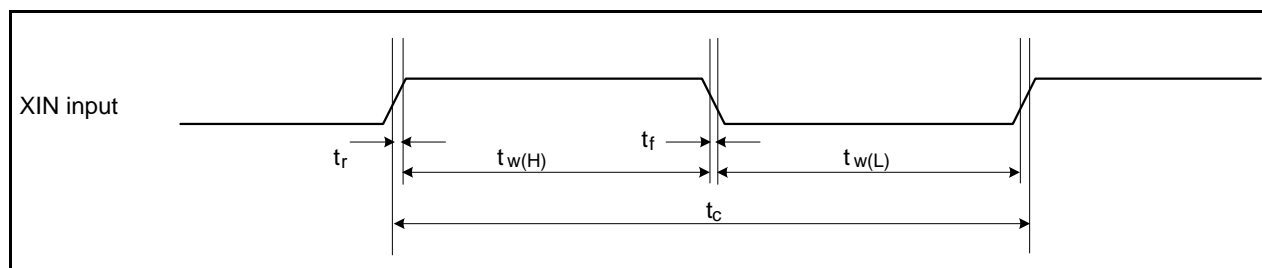 XIN input
tr
tw(H)
tf
tw(L)
tc